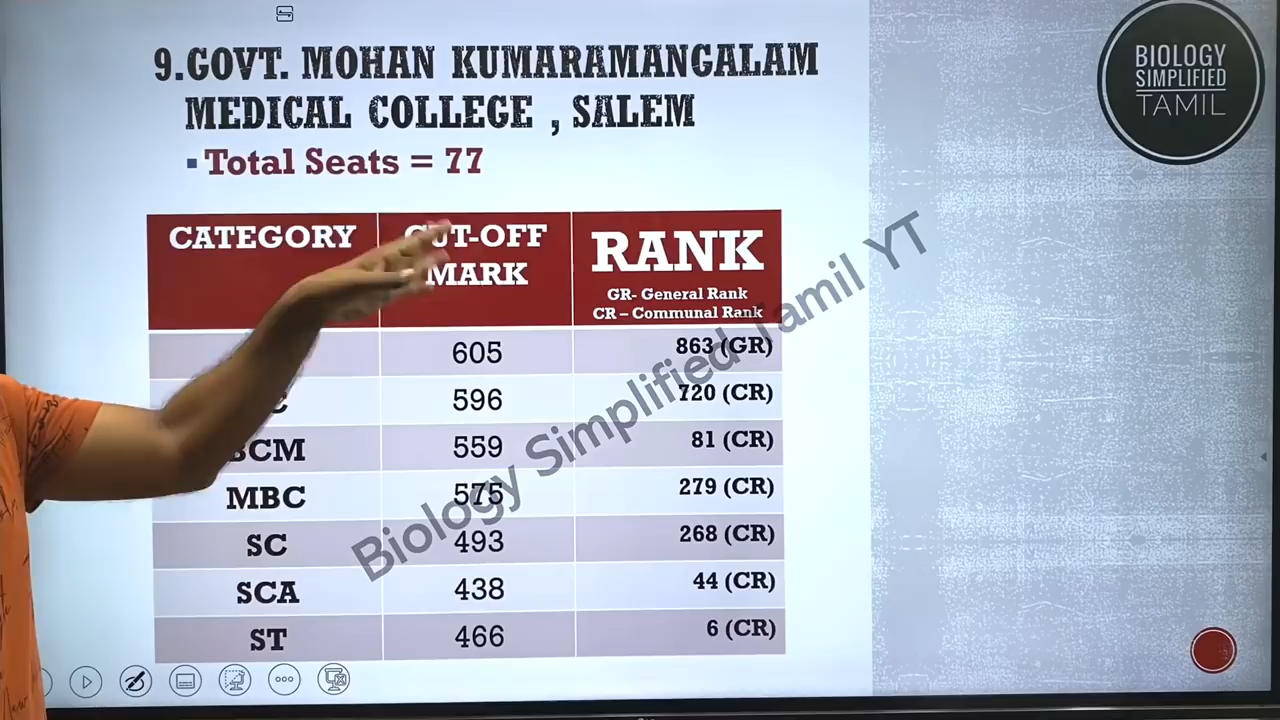 9.GOVT. MOHAN KUMARAMANGALAM
MEDICAL COLLEGE , SALEM
▪ Total Seats = 77
BIOLOGY
SIMPLIFIED
TAMIL
CATEGORY CUT-OFF MARK RANK
GR- General Rank
CR – Communal Rank
605 863 (GR)
596 720 (CR)
BCM 559 81 (CR)
MBC 575 279 (CR)
SC 493 268 (CR)
SCA 438 44 (CR)
ST 466 6 (CR)
Biology Simplified Tamil YT